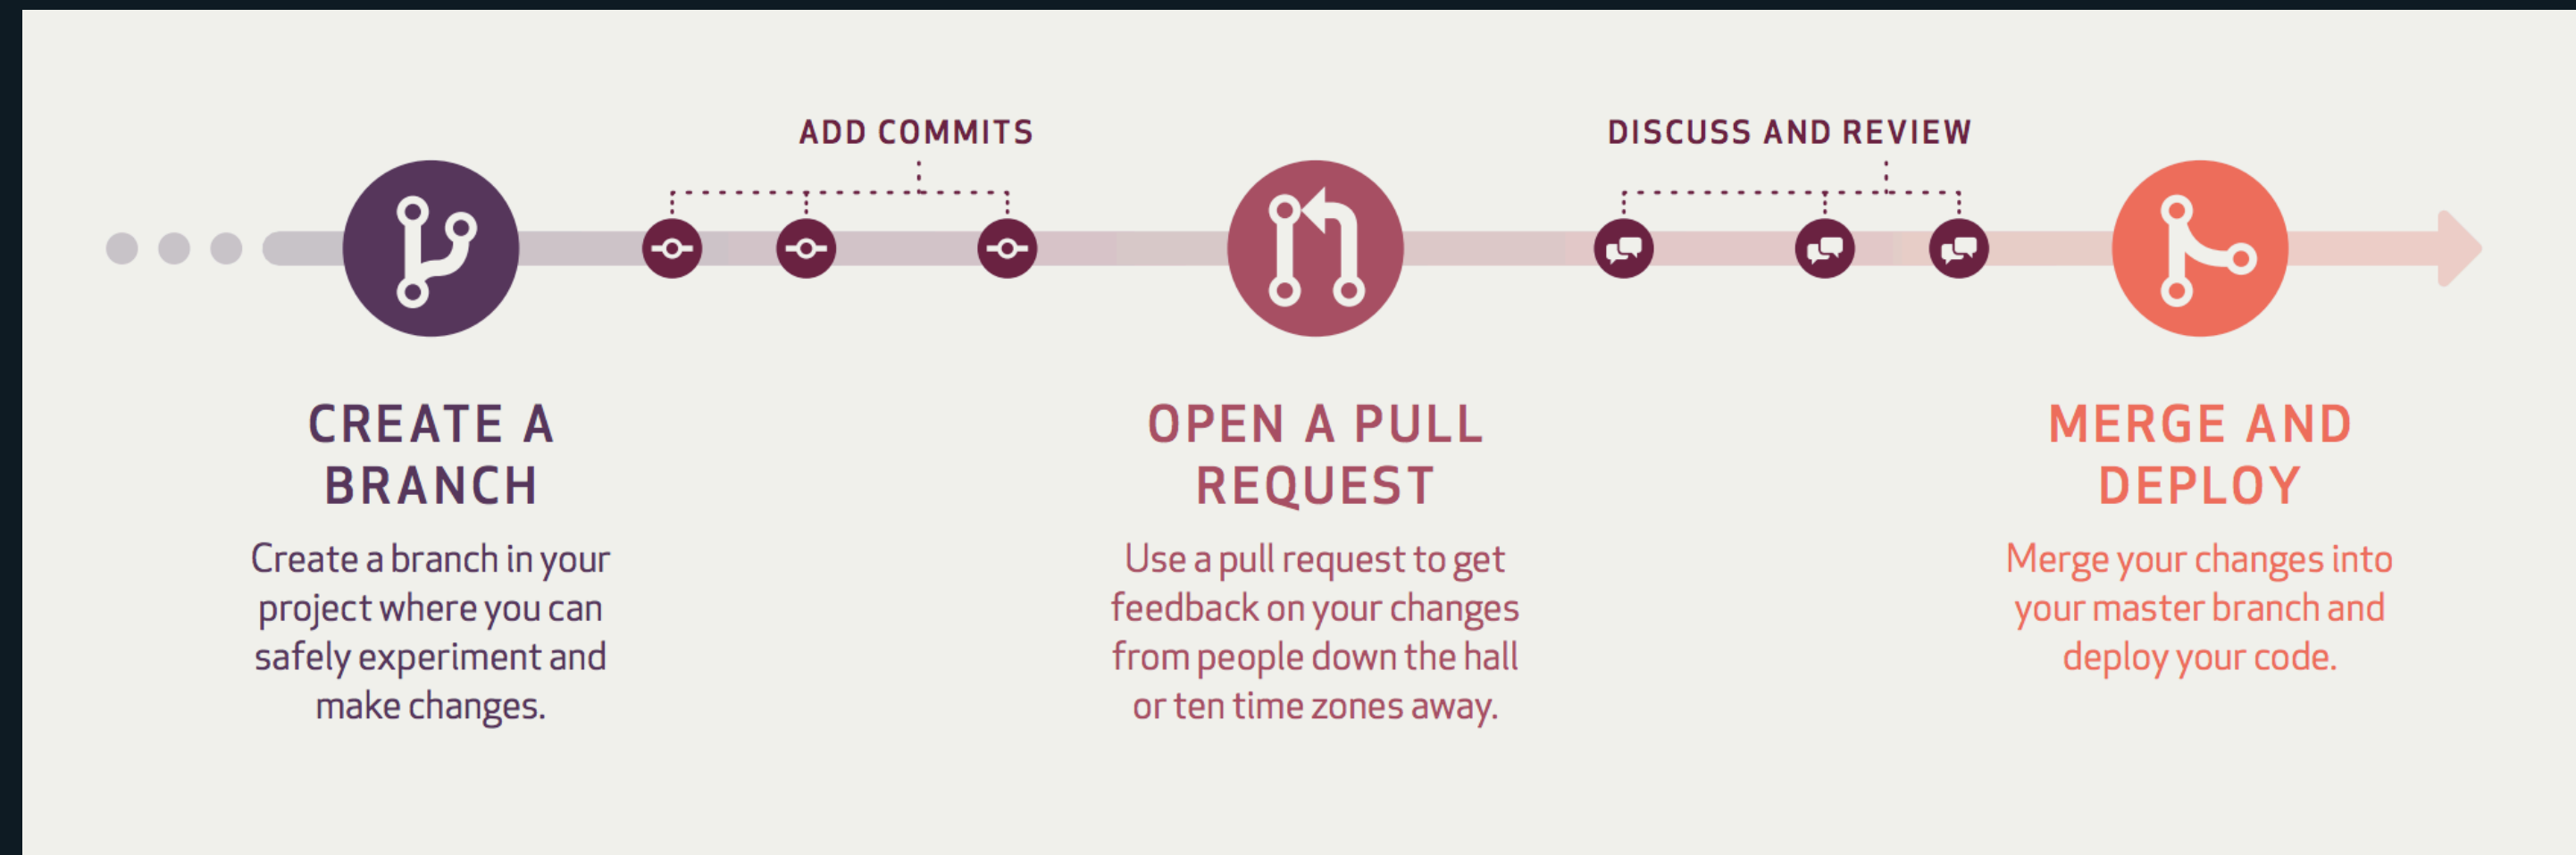 ADD COMMITS
DISCUSS AND REVIEW
CREATE A
BRANCH
Create a branch in your
project where you can
safely experiment and
make changes.
OPEN A PULL
REQUEST
Use a pull request to get
feedback on your changes
from people down the hall
or ten time zones away.
MERGE AND
DEPLOY
Merge your changes into
your master branch and
deploy your code.